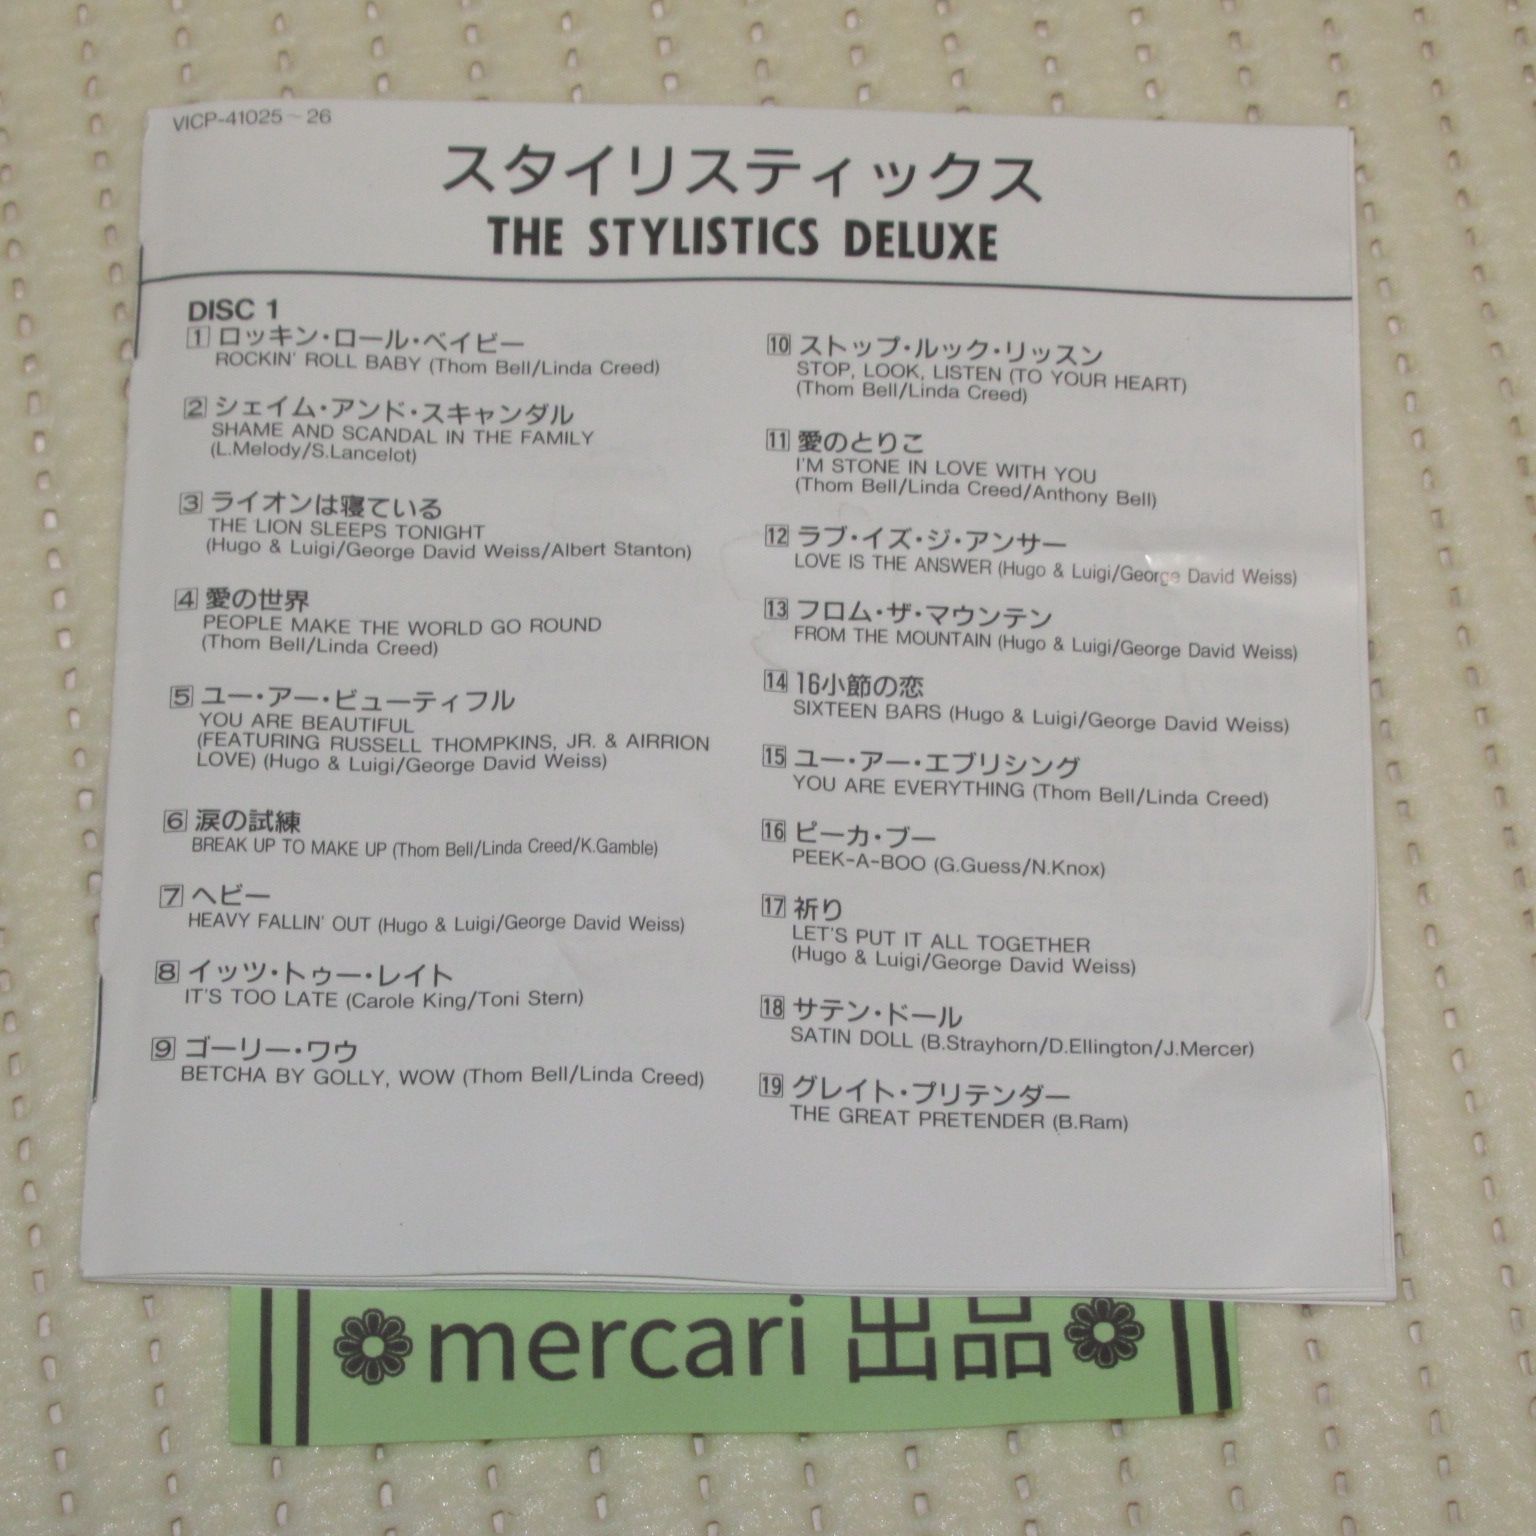 VICP-41025~26
スタイリスティックス
THE STYLISTICS DELUXE
DISC 1
1 ロッキン・ロール・ベイビー
ROCKIN' ROLL BABY (Thom Bell/Linda Creed)
2 シェイム・アンド・スキャンダル
SHAME AND SCANDAL IN THE FAMILY
(L.Melody/S.Lancelot)
3 ライオンは寝ている
THE LION SLEEPS TONIGHT
(Hugo & Luigi/George David Weiss/Albert Stanton)
4 愛の世界
PEOPLE MAKE THE WORLD GO ROUND
(Thom Bell/Linda Creed)
5 ユー・アー・ビューティフル
YOU ARE BEAUTIFUL
(FEATURING RUSSELL THOMPKINS, JR. & AIRRION
LOVE) (Hugo & Luigi/George David Weiss)
6 涙の試練
BREAK UP TO MAKE UP (Thom Bell/Linda Creed/K.Gamble)
7 ヘビー
HEAVY FALLIN' OUT (Hugo & Luigi/George David Weiss)
8 イッツ・トゥー・レイト
IT'S TOO LATE (Carole King/Toni Stern)
9 ゴーリー・ワウ
BETCHA BY GOLLY, WOW (Thom Bell/Linda Creed)
10 ストップ・ルック・リッスン
STOP, LOOK, LISTEN (TO YOUR HEART)
(Thom Bell/Linda Creed)
11 愛のとりこ
I'M STONE IN LOVE WITH YOU
(Thom Bell/Linda Creed/Anthony Bell)
12 ラブ・イズ・ジ・アンサー
LOVE IS THE ANSWER (Hugo & Luigi/George David Weiss)
13 フロム・ザ・マウンテン
FROM THE MOUNTAIN (Hugo & Luigi/George David Weiss)
14 16小節の恋
SIXTEEN BARS (Hugo & Luigi/George David Weiss)
15 ユー・アー・エブリシング
YOU ARE EVERYTHING (Thom Bell/Linda Creed)
16 ピーカ・ブー
PEEK-A-BOO (G.Guess/N.Knox)
17 祈り
LET'S PUT IT ALL TOGETHER
(Hugo & Luigi/George David Weiss)
18 サテン・ドール
SATIN DOLL (B.Strayhorn/D.Ellington/J.Mercer)
19 グレイト・プリテンダー
THE GREAT PRETENDER (B.Ram)
mercari 出品